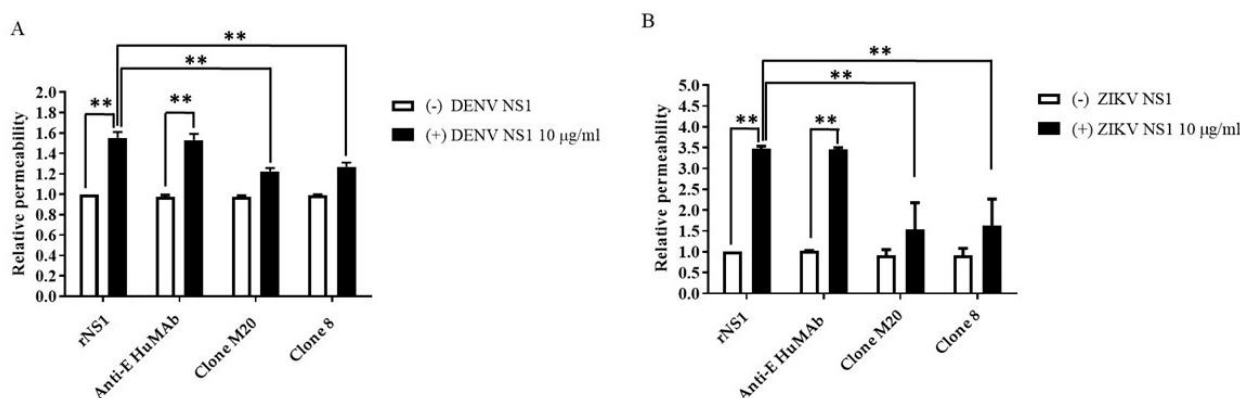 A
**
**
** **
Relative permeability
2.0
1.8
1.6
1.4
1.2
1.0
0.8
0.6
0.4
0.2
0.0
rNS1
Anti-E HuMAb
Clone M20
Clone 8
(-) DENV NS1
(+) DENV NS1 10 μg/ml
B
**
**
** **
Relative permeability
5.0
4.5
4.0
3.5
3.0
2.5
2.0
1.5
1.0
0.5
0.0
rNS1
Anti-E HuMAb
Clone M20
Clone 8
(-) ZIKV NS1
(+) ZIKV NS1 10 μg/ml